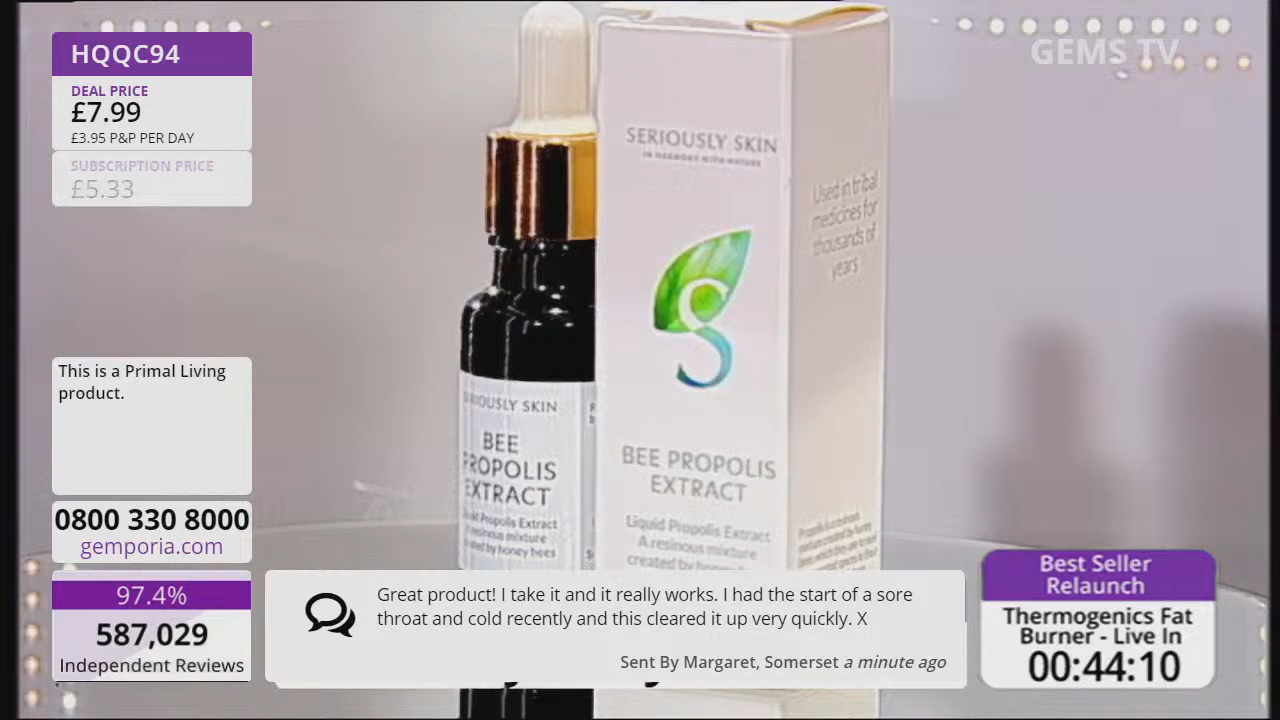 HQQC94
DEAL PRICE
£7.99
£3.95 P&P PER DAY
SUBSCRIPTION PRICE
£5.33
GEMS TV
SERIOUSLY SKIN
IN HARMONY WITH NATURE
Used in tribal
medicines for
thousands of
years
This is a Primal Living
product.
SERIOUSLY SKIN
BEE
PROPOLIS
EXTRACT
Liquid Propolis Extract
A resinous mixture
created by honey bees
BEE PROPOLIS
EXTRACT
Liquid Propolis Extract
A resinous mixture
created by
0800 330 8000
gemporia.com
97.4%
587,029
Independent Reviews
Great product! I take it and it really works. I had the start of a sore
throat and cold recently and this cleared it up very quickly. X
Sent By Margaret, Somerset a minute ago
Best Seller
Relaunch
Thermogenics Fat
Burner - Live In
00:44:10